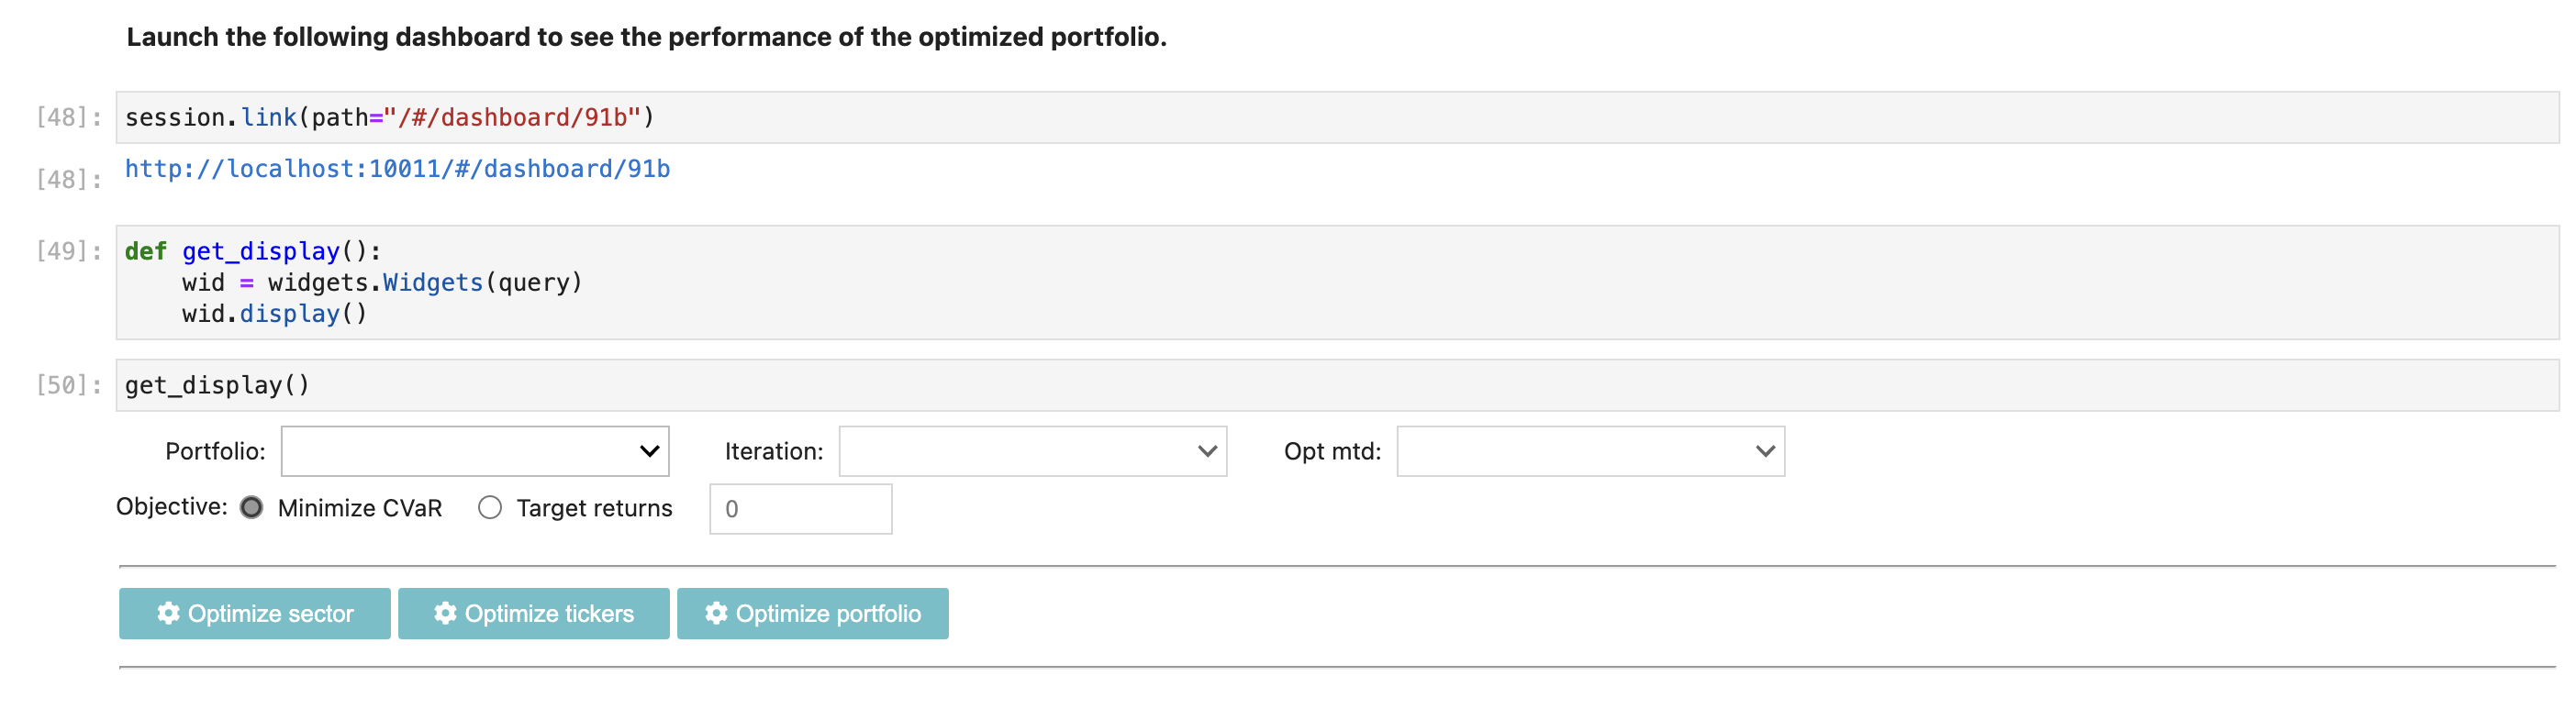 Launch the following dashboard to see the performance of the optimized portfolio.
[48]: session.link(path="/#/dashboard/91b")
[48]: http://localhost:10011/#/dashboard/91b
[49]: def get_display():
    wid = widgets.Widgets(query)
    wid.display()
[50]: get_display()
Portfolio: Iteration: Opt mtd:
Objective: Minimize CVaR Target returns 0
Optimize sector Optimize tickers Optimize portfolio